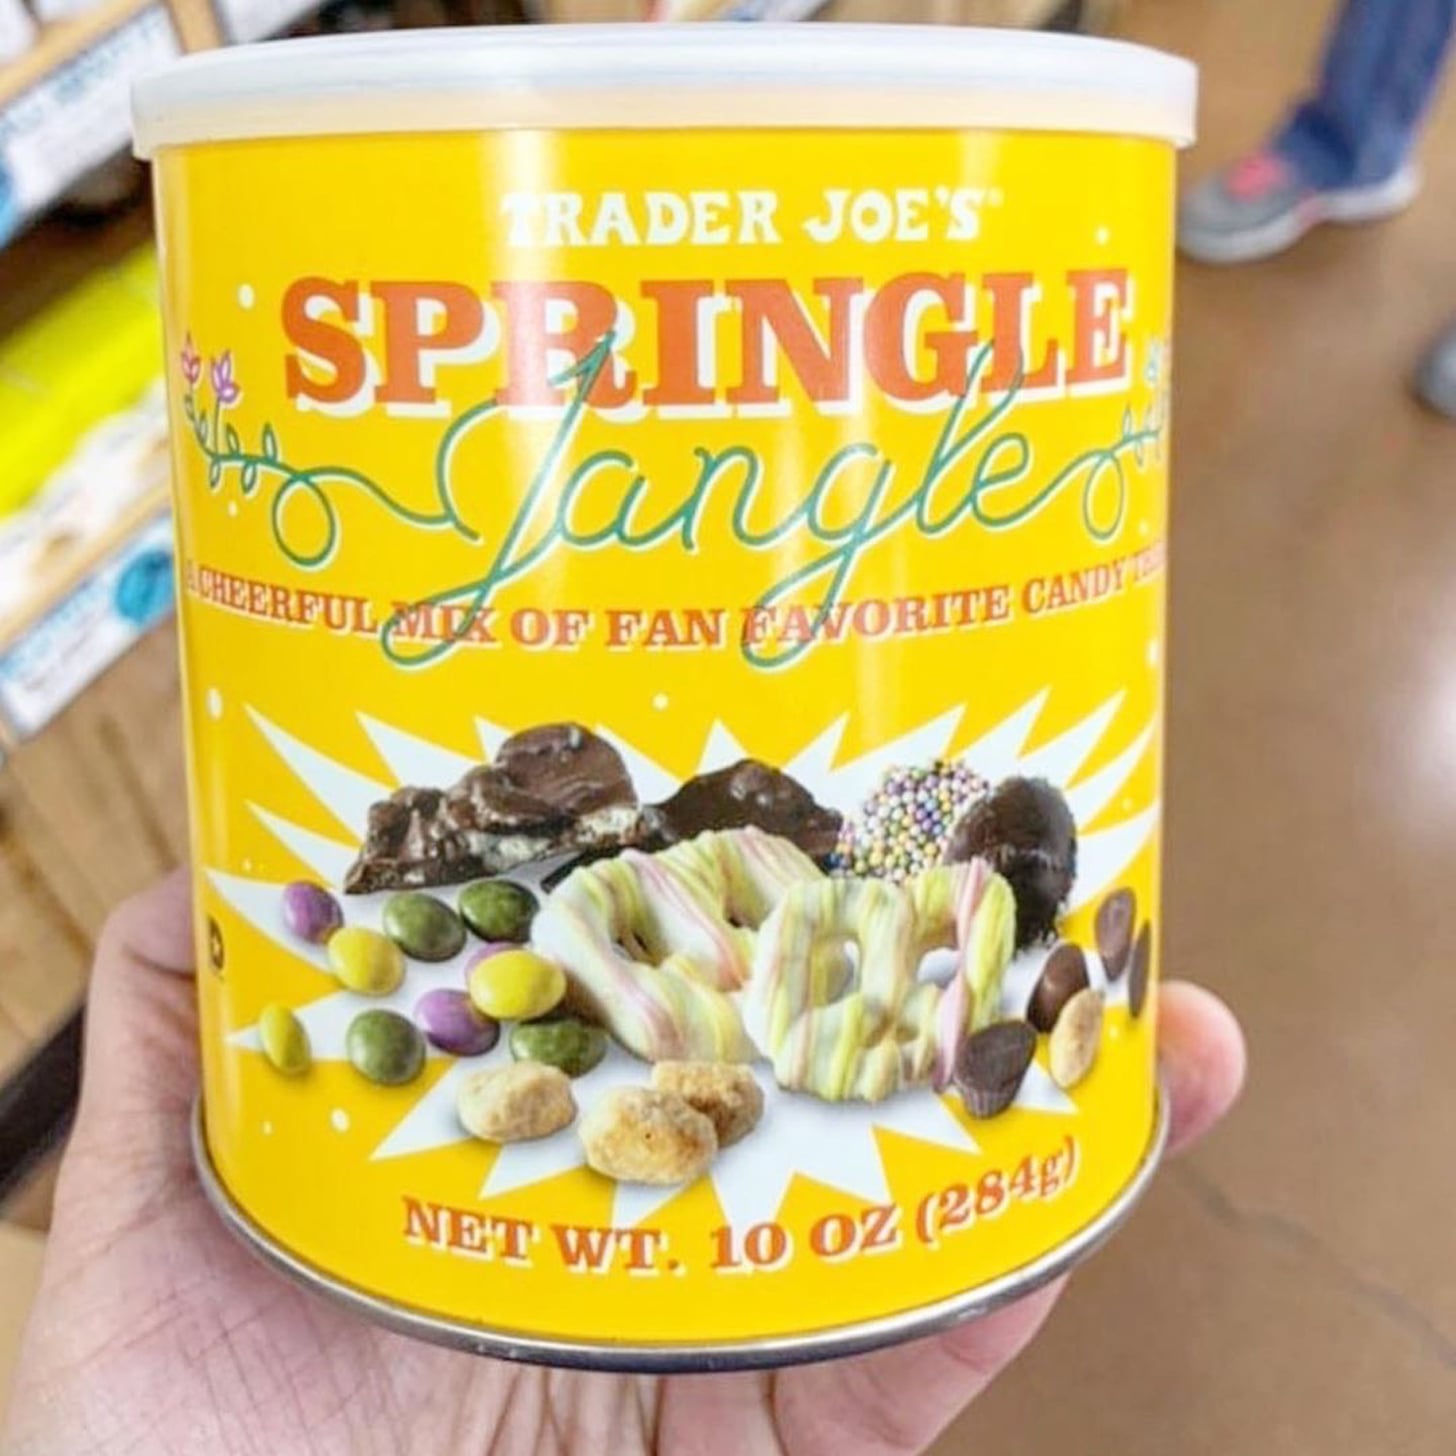 TRADER JOE'S®
SPRINGLE
Jangle
A CHEERFUL MIX OF FAN FAVORITE CANDY
NET WT. 10 OZ (284g)